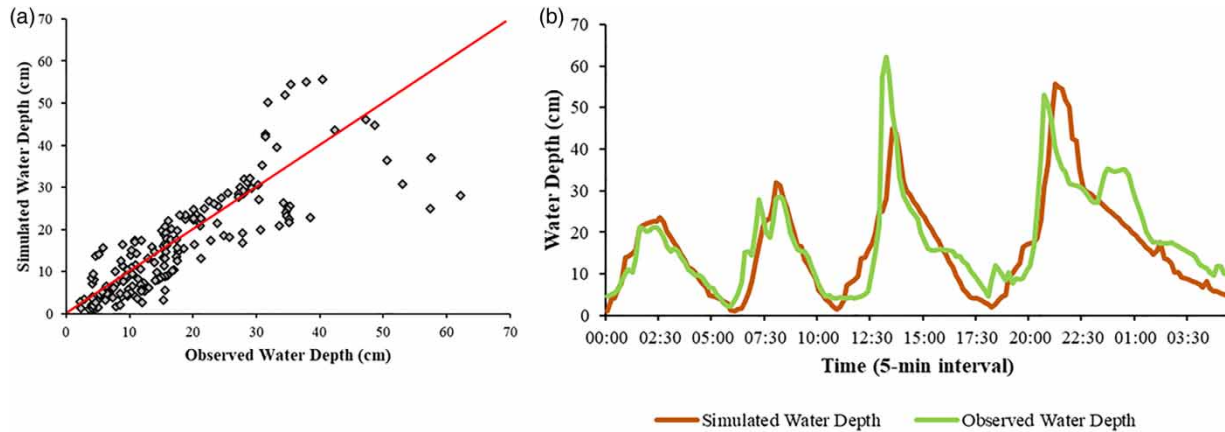 (a)
70
60
50
40
30
20
10
0
Simulated Water Depth (cm)
0 10 20 30 40 50 60 70
Observed Water Depth (cm)
(b)
70
60
50
40
30
20
10
0
Water Depth (cm)
00:00 02:30 05:00 07:30 10:00 12:30 15:00 17:30 20:00 22:30 01:00 03:30
Time (5-min interval)
Simulated Water Depth Observed Water Depth